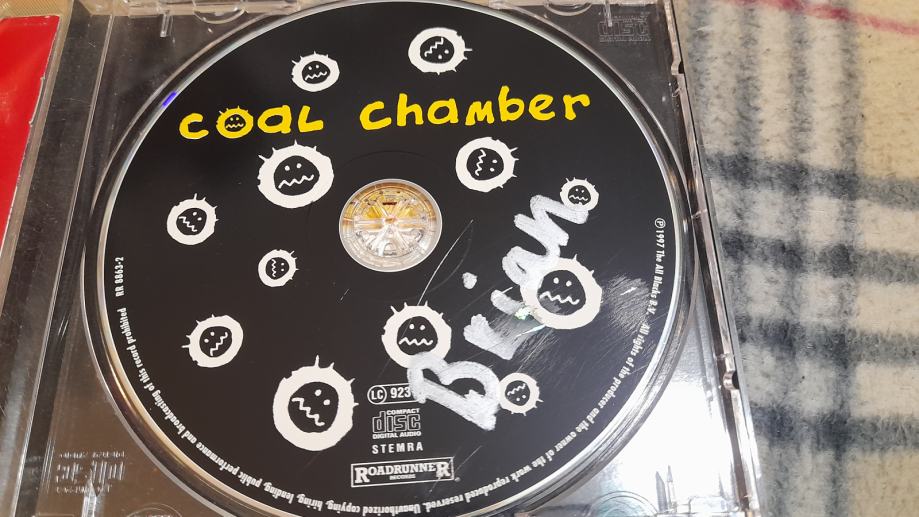 coal chamber
Brian
RR 8863-2
℗ 1997 The All Blacks B.V. All rights of the producer and the owner of the work reproduced reserved. Unauthorized copying, hiring, lending, public performance and broadcasting of this record prohibited
LC 923
COMPACT
disc
DIGITAL AUDIO
STEMRA
ROADRUNNER
RECORDS